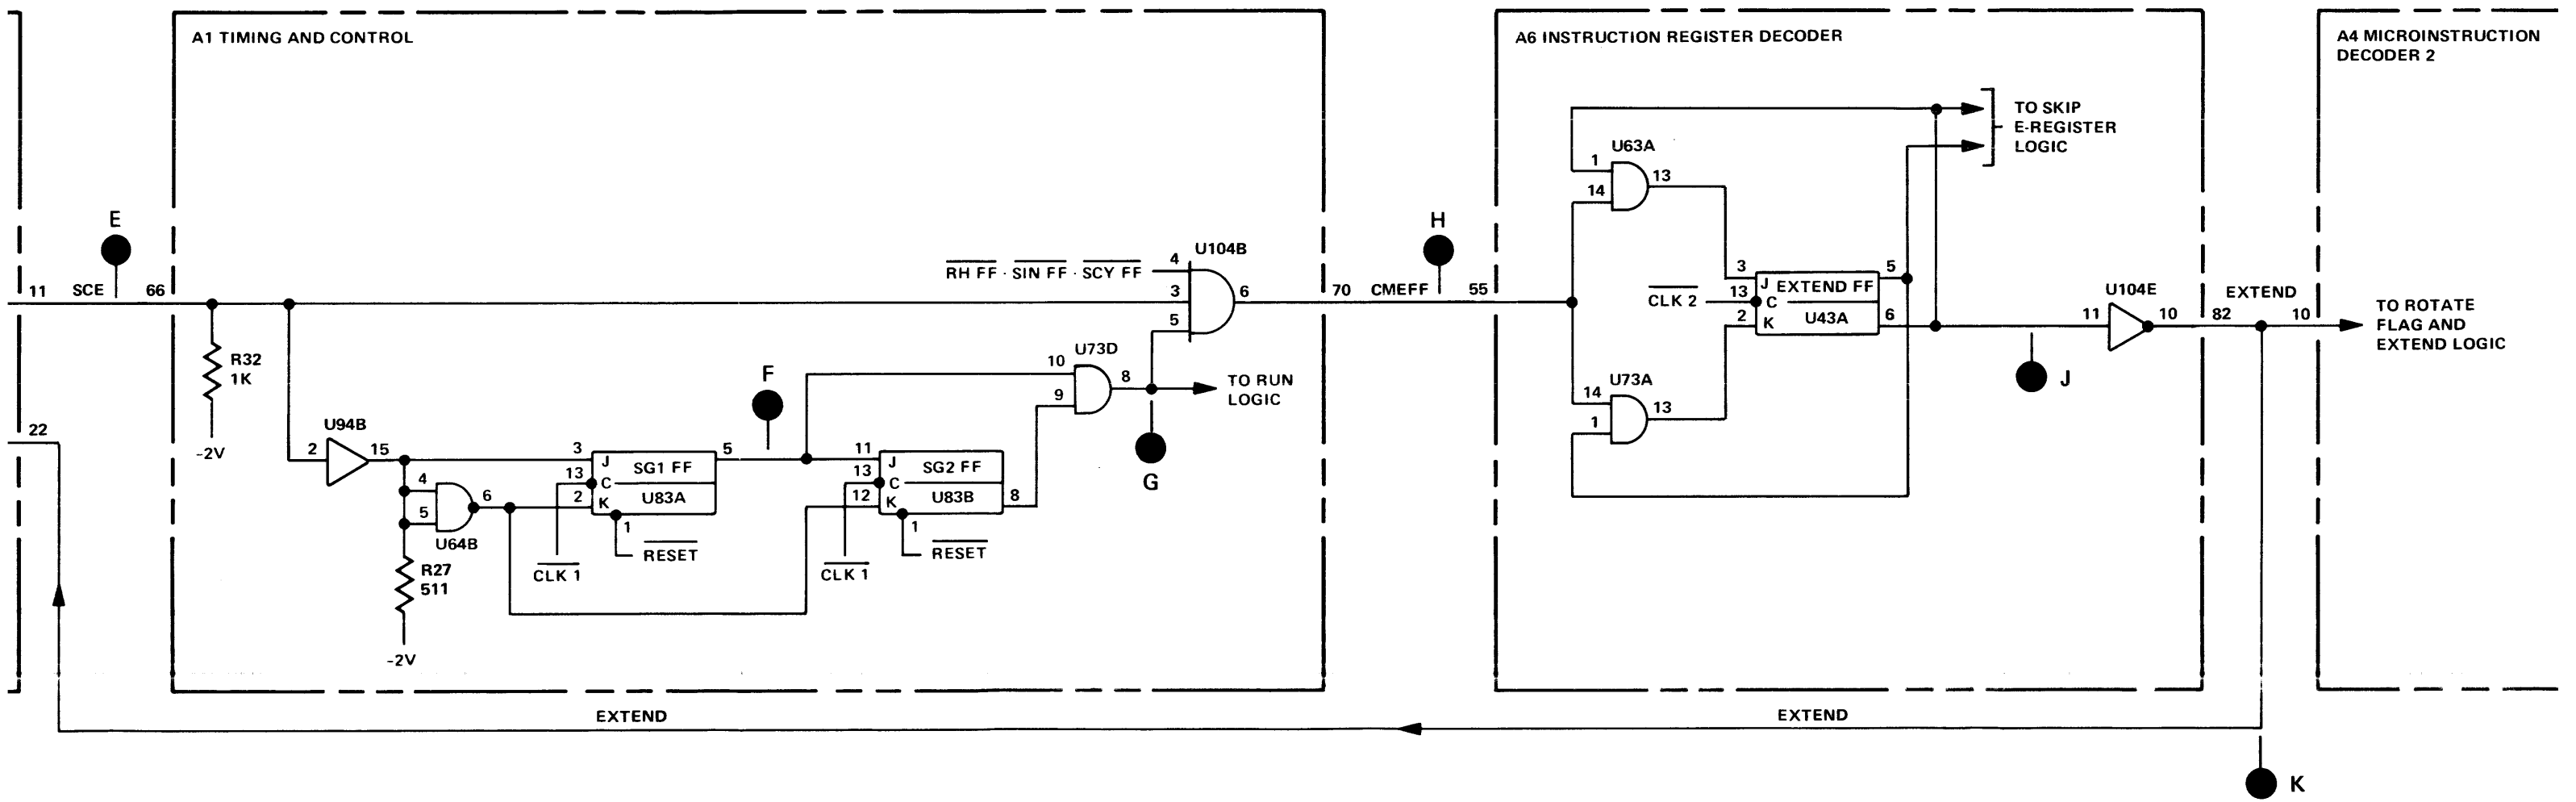 A1 TIMING AND CONTROL
A6 INSTRUCTION REGISTER DECODER
A4 MICROINSTRUCTION
DECODER 2
TO SKIP
E-REGISTER
LOGIC
U63A
1
14
13
E
11 SCE 66
RH FF · SIN FF · SCY FF
4
3
5
U104B
6
70 CMEFF 55
H
CLK 2
3
13
2
J EXTEND FF
C
K U43A
5
6
U104E
11
10
82
EXTEND
10
TO ROTATE
FLAG AND
EXTEND LOGIC
R32
1K
-2V
F
U73D
10
9
8
TO RUN
LOGIC
G
U73A
14
1
13
J
22
U94B
2
15
4
5
6
U64B
R27
511
-2V
3
13
2
J SG1 FF
C
K U83A
5
1
RESET
CLK 1
11
13
12
J SG2 FF
C
K U83B
8
1
RESET
CLK 1
EXTEND
EXTEND
K